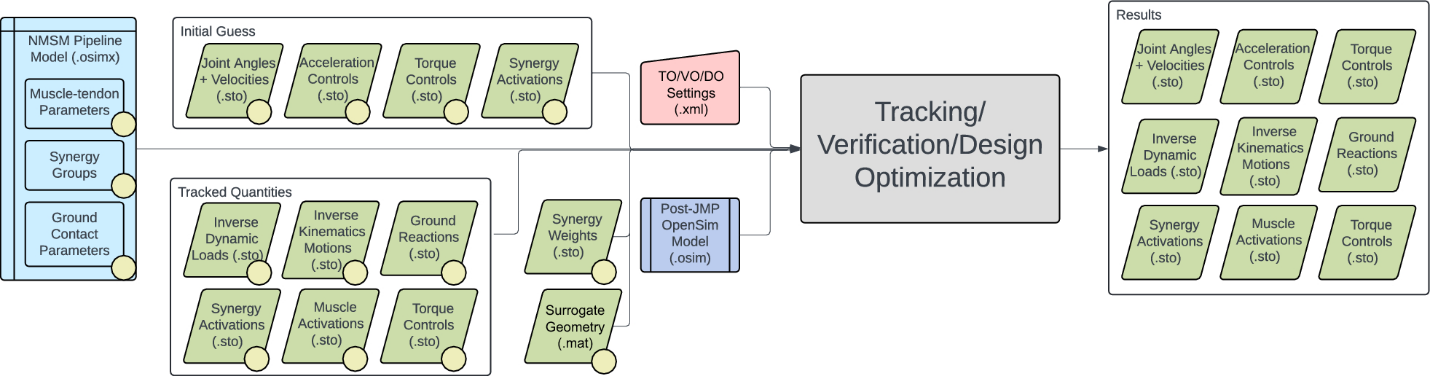 NMSM Pipeline
Model (.osimx)
Muscle-tendon
Parameters
Synergy
Groups
Ground
Contact
Parameters
Initial Guess
Joint Angles
+ Velocities
(.sto)
Acceleration
Controls
(.sto)
Torque
Controls
(.sto)
Synergy
Activations
(.sto)
Tracked Quantities
Inverse
Dynamic
Loads (.sto)
Inverse
Kinematics
Motions
(.sto)
Ground
Reactions
(.sto)
Synergy
Activations
(.sto)
Muscle
Activations
(.sto)
Torque
Controls
(.sto)
Synergy
Weights
(.sto)
Surrogate
Geometry
(.mat)
TO/VO/DO
Settings
(.xml)
Post-JMP
OpenSim
Model
(.osim)
Tracking/
Verification/Design
Optimization
Results
Joint Angles
+ Velocities
(.sto)
Acceleration
Controls
(.sto)
Torque
Controls
(.sto)
Inverse
Dynamic
Loads (.sto)
Inverse
Kinematics
Motions
(.sto)
Ground
Reactions
(.sto)
Synergy
Activations
(.sto)
Muscle
Activations
(.sto)
Torque
Controls
(.sto)